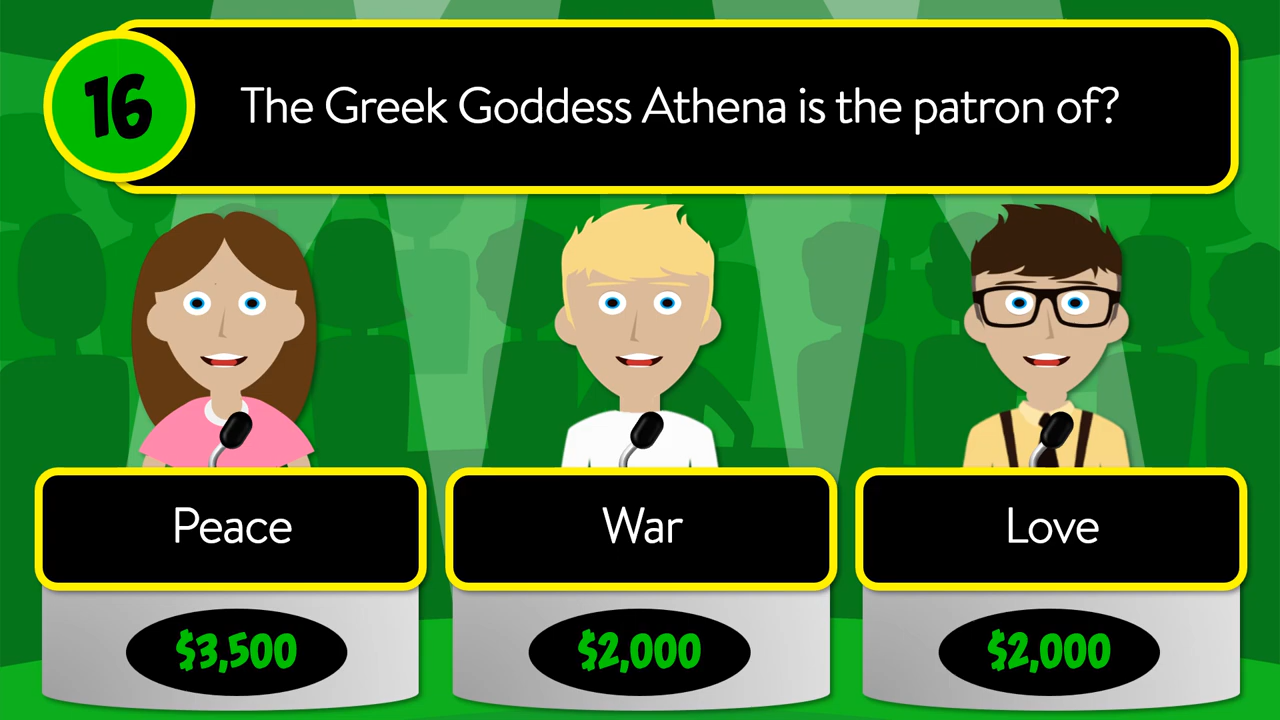 16
The Greek Goddess Athena is the patron of?
Peace
War
Love
$3,500
$2,000
$2,000